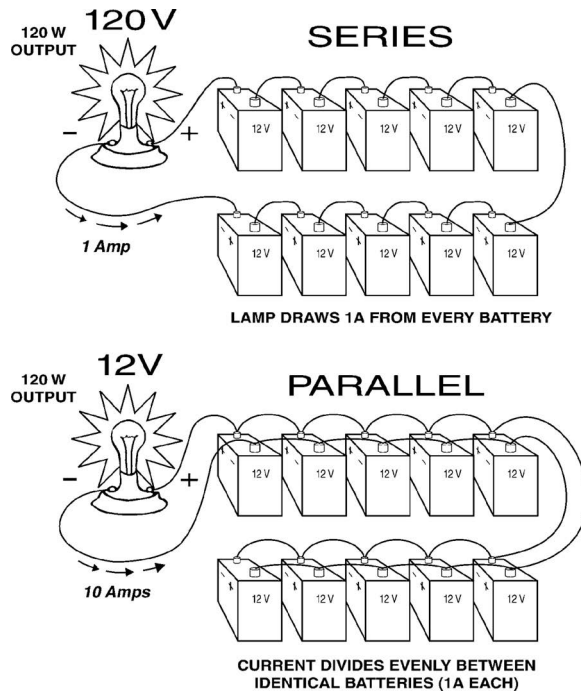 120 V
120 W
OUTPUT
SERIES
- +
12 V 12 V 12 V 12 V 12 V
12 V 12 V 12 V 12 V 12 V
1 Amp
LAMP DRAWS 1A FROM EVERY BATTERY
12V
120 W
OUTPUT
PARALLEL
- +
12 V 12 V 12 V 12 V 12 V
12 V 12 V 12 V 12 V 12 V
10 Amps
CURRENT DIVIDES EVENLY BETWEEN
IDENTICAL BATTERIES (1A EACH)